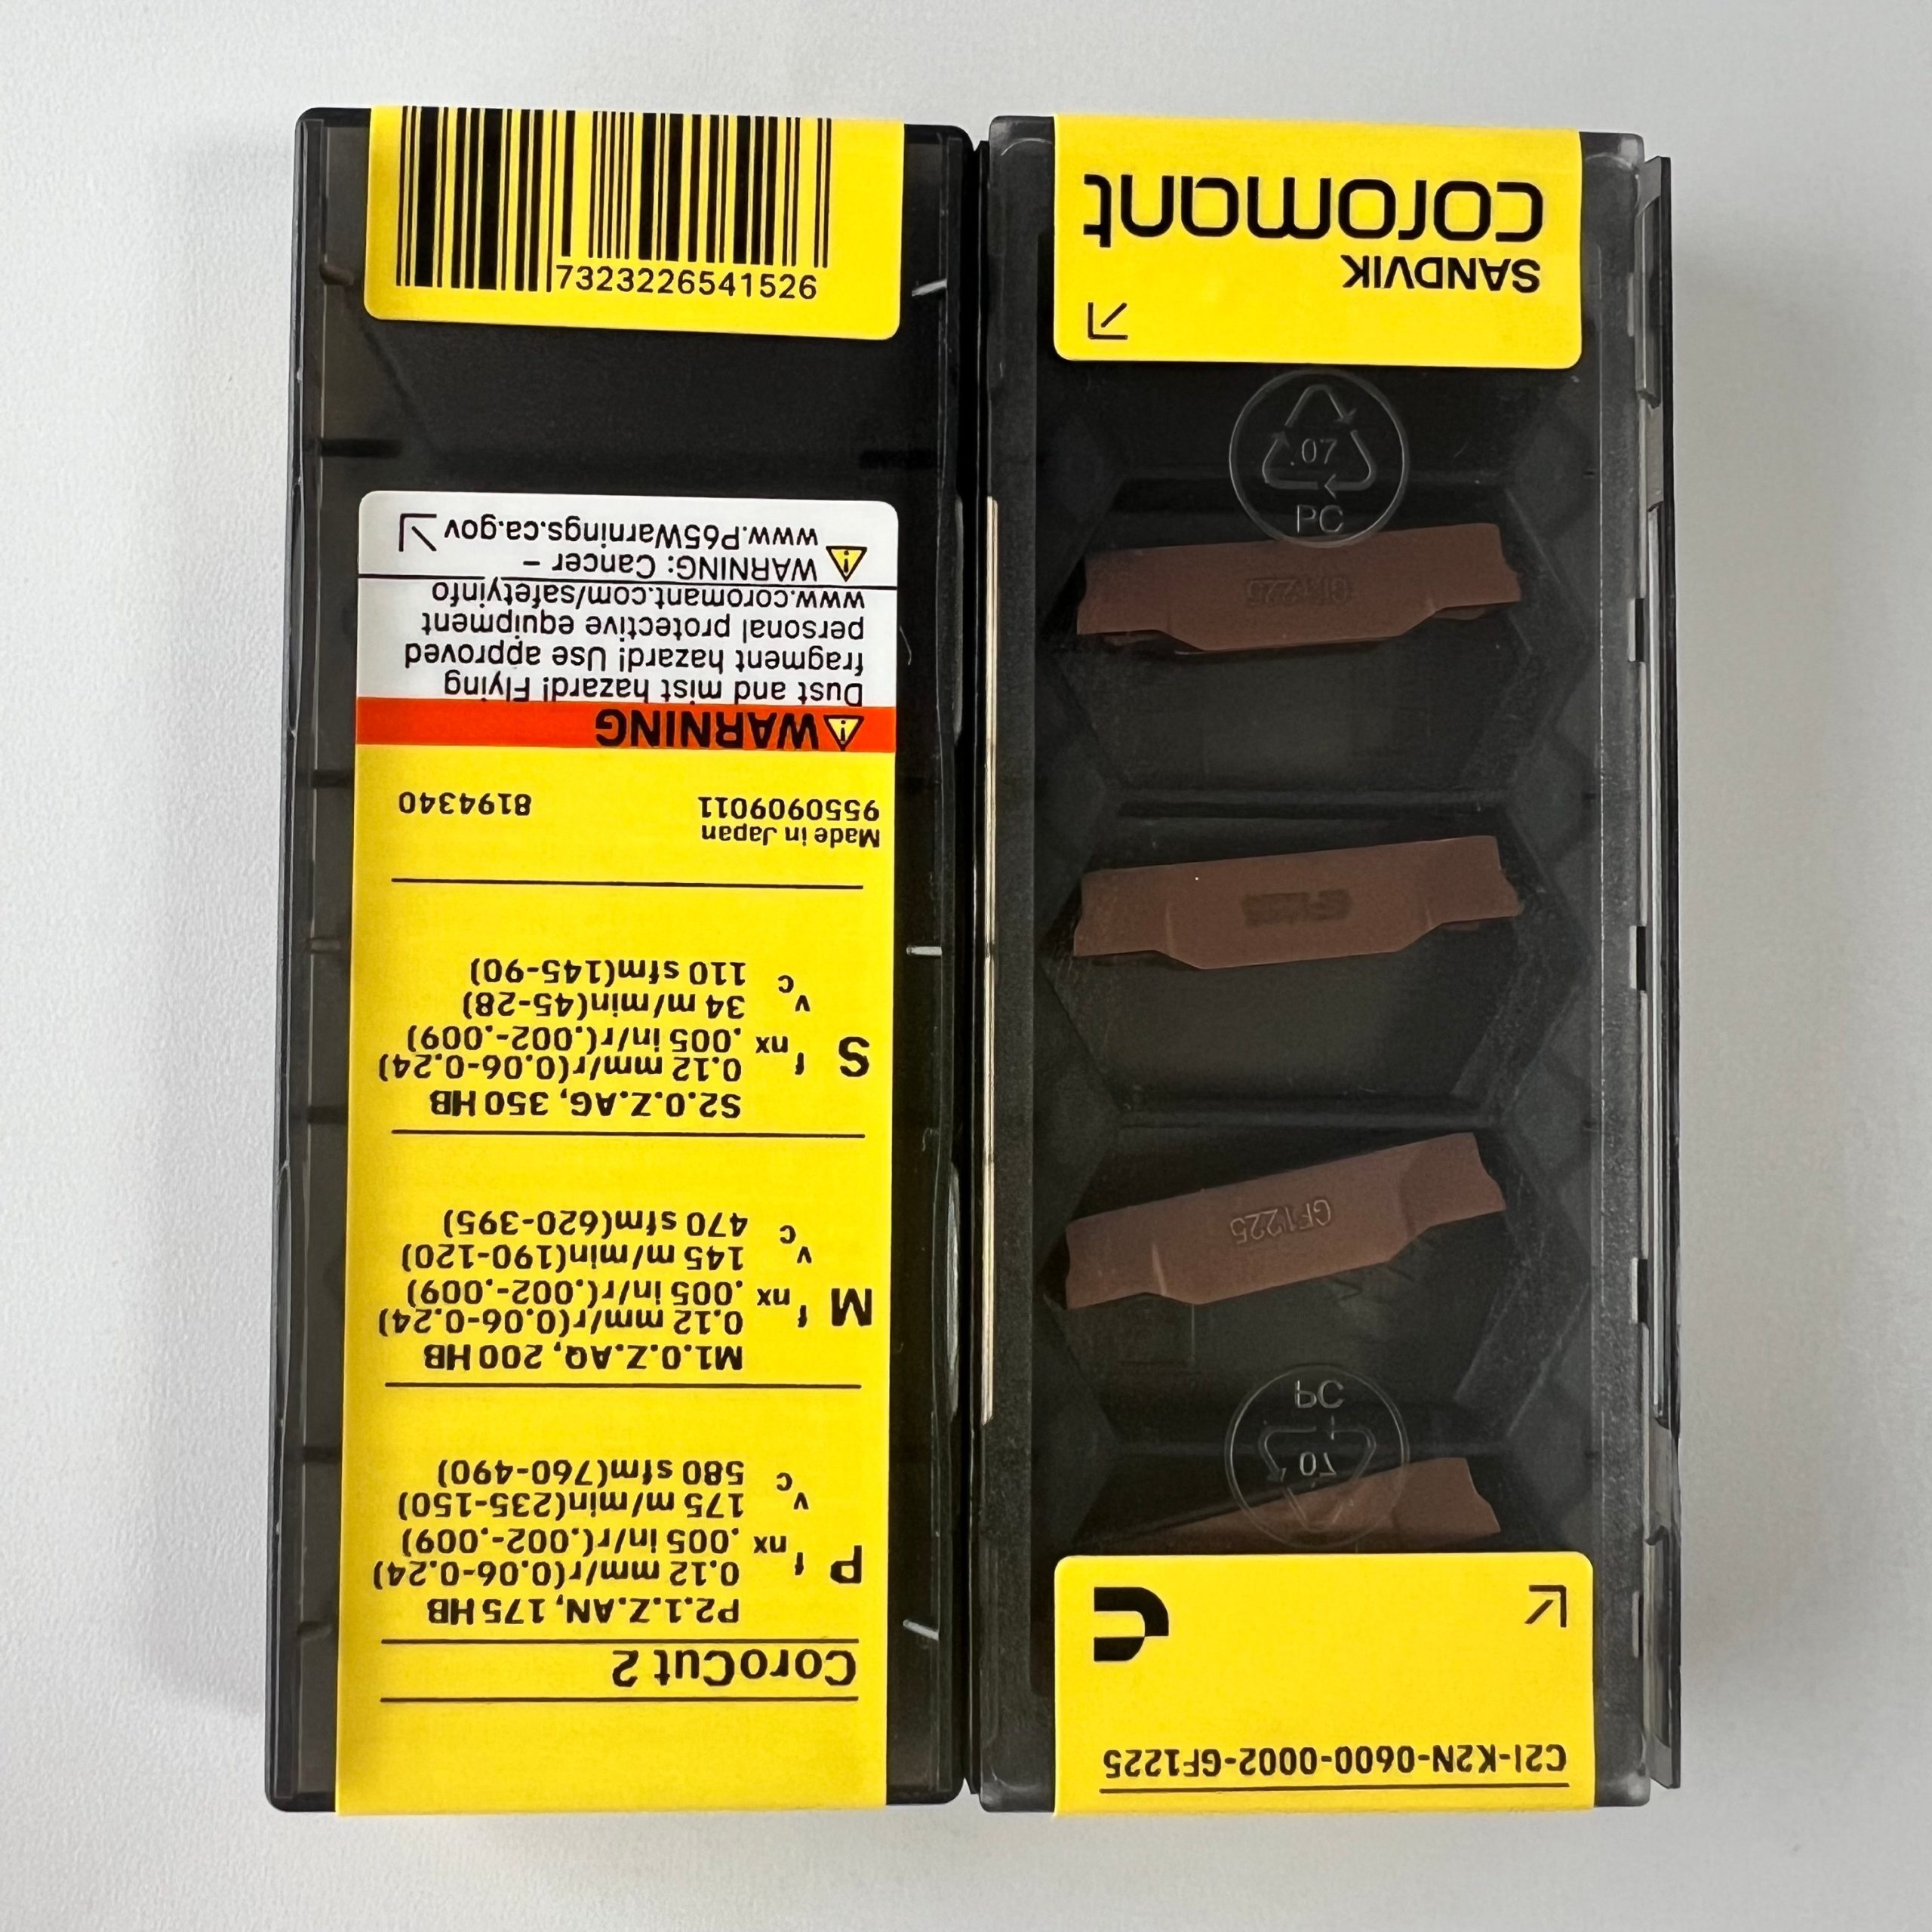 SANDVIK
coromant
07
PC
GF1225
GF1225
GF1225
07
PC
C2I-K2N-0600-0002-GF1225
CoroCut 2
P
P2.1.Z.AN, 175 HB
f nx 0.12 mm/r(0.06-0.24)
.005 in/r(.002-.009)
v c 175 m/min(235-150)
580 sfm(760-490)
M
M1.0.Z.AQ, 200 HB
f nx 0.12 mm/r(0.06-0.24)
.005 in/r(.002-.009)
v c 145 m/min(190-120)
470 sfm(620-395)
S
S2.0.Z.AG, 350 HB
f nx 0.12 mm/r(0.06-0.24)
.005 in/r(.002-.009)
v c 34 m/min(45-28)
110 sfm(145-90)
Made in Japan
9550909011 8194340
WARNING
Dust and mist hazard! Flying
fragment hazard! Use approved
personal protective equipment
www.coromant.com/safetyinfo
WARNING: Cancer –
www.P65Warnings.ca.gov
7323226541526